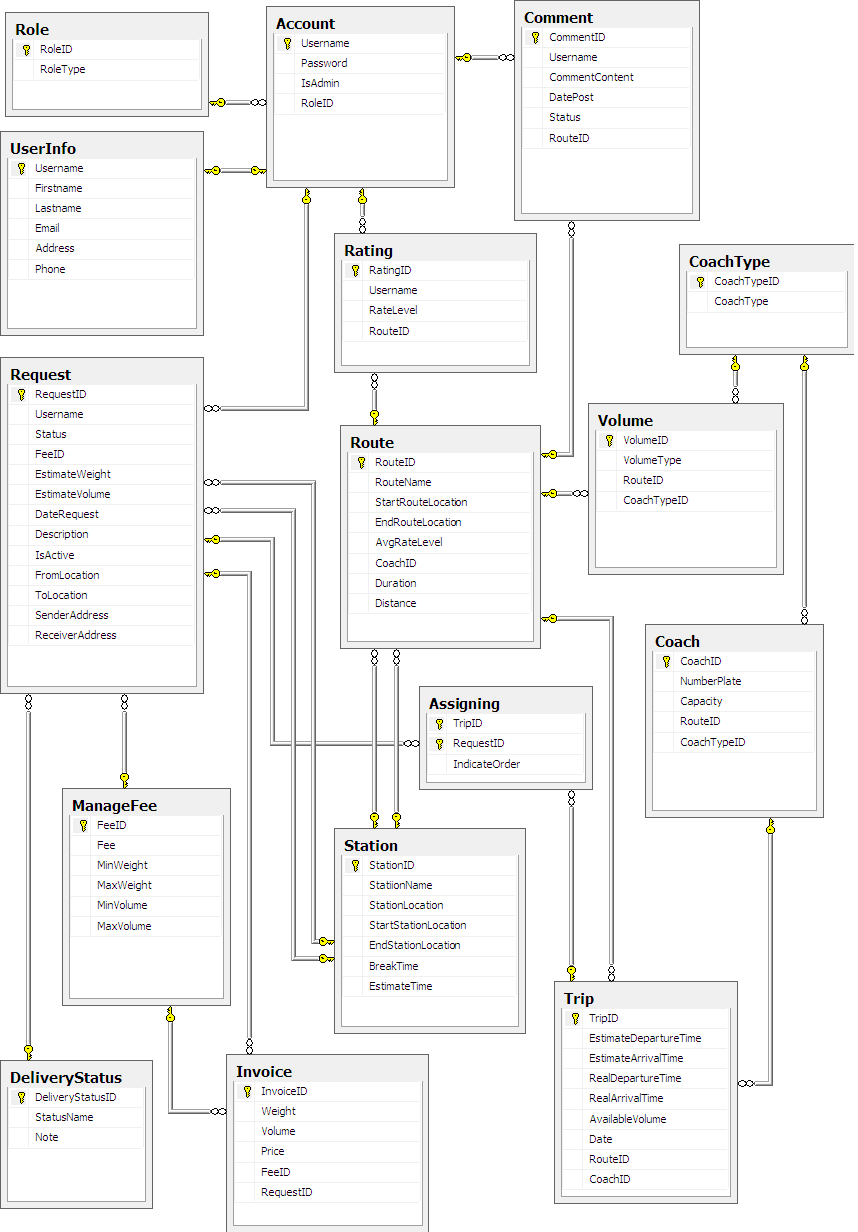 Role
RoleID
RoleType
Account
Username
Password
IsAdmin
RoleID
Comment
CommentID
Username
CommentContent
DatePost
Status
RouteID
UserInfo
Username
Firstname
Lastname
Email
Address
Phone
Rating
RatingID
Username
RateLevel
RouteID
CoachType
CoachTypeID
CoachType
Request
RequestID
Username
Status
FeeID
EstimateWeight
EstimateVolume
DateRequest
Description
IsActive
FromLocation
ToLocation
SenderAddress
ReceiverAddress
Route
RouteID
RouteName
StartRouteLocation
EndRouteLocation
AvgRateLevel
CoachID
Duration
Distance
Volume
VolumeID
VolumeType
RouteID
CoachTypeID
Coach
CoachID
NumberPlate
Capacity
RouteID
CoachTypeID
Assigning
TripID
RequestID
IndicateOrder
ManageFee
FeeID
Fee
MinWeight
MaxWeight
MinVolume
MaxVolume
Station
StationID
StationName
StationLocation
StartStationLocation
EndStationLocation
BreakTime
EstimateTime
Trip
TripID
EstimateDepartureTime
EstimateArrivalTime
RealDepartureTime
RealArrivalTime
AvailableVolume
Date
RouteID
CoachID
DeliveryStatus
DeliveryStatusID
StatusName
Note
Invoice
InvoiceID
Weight
Volume
Price
FeeID
RequestID